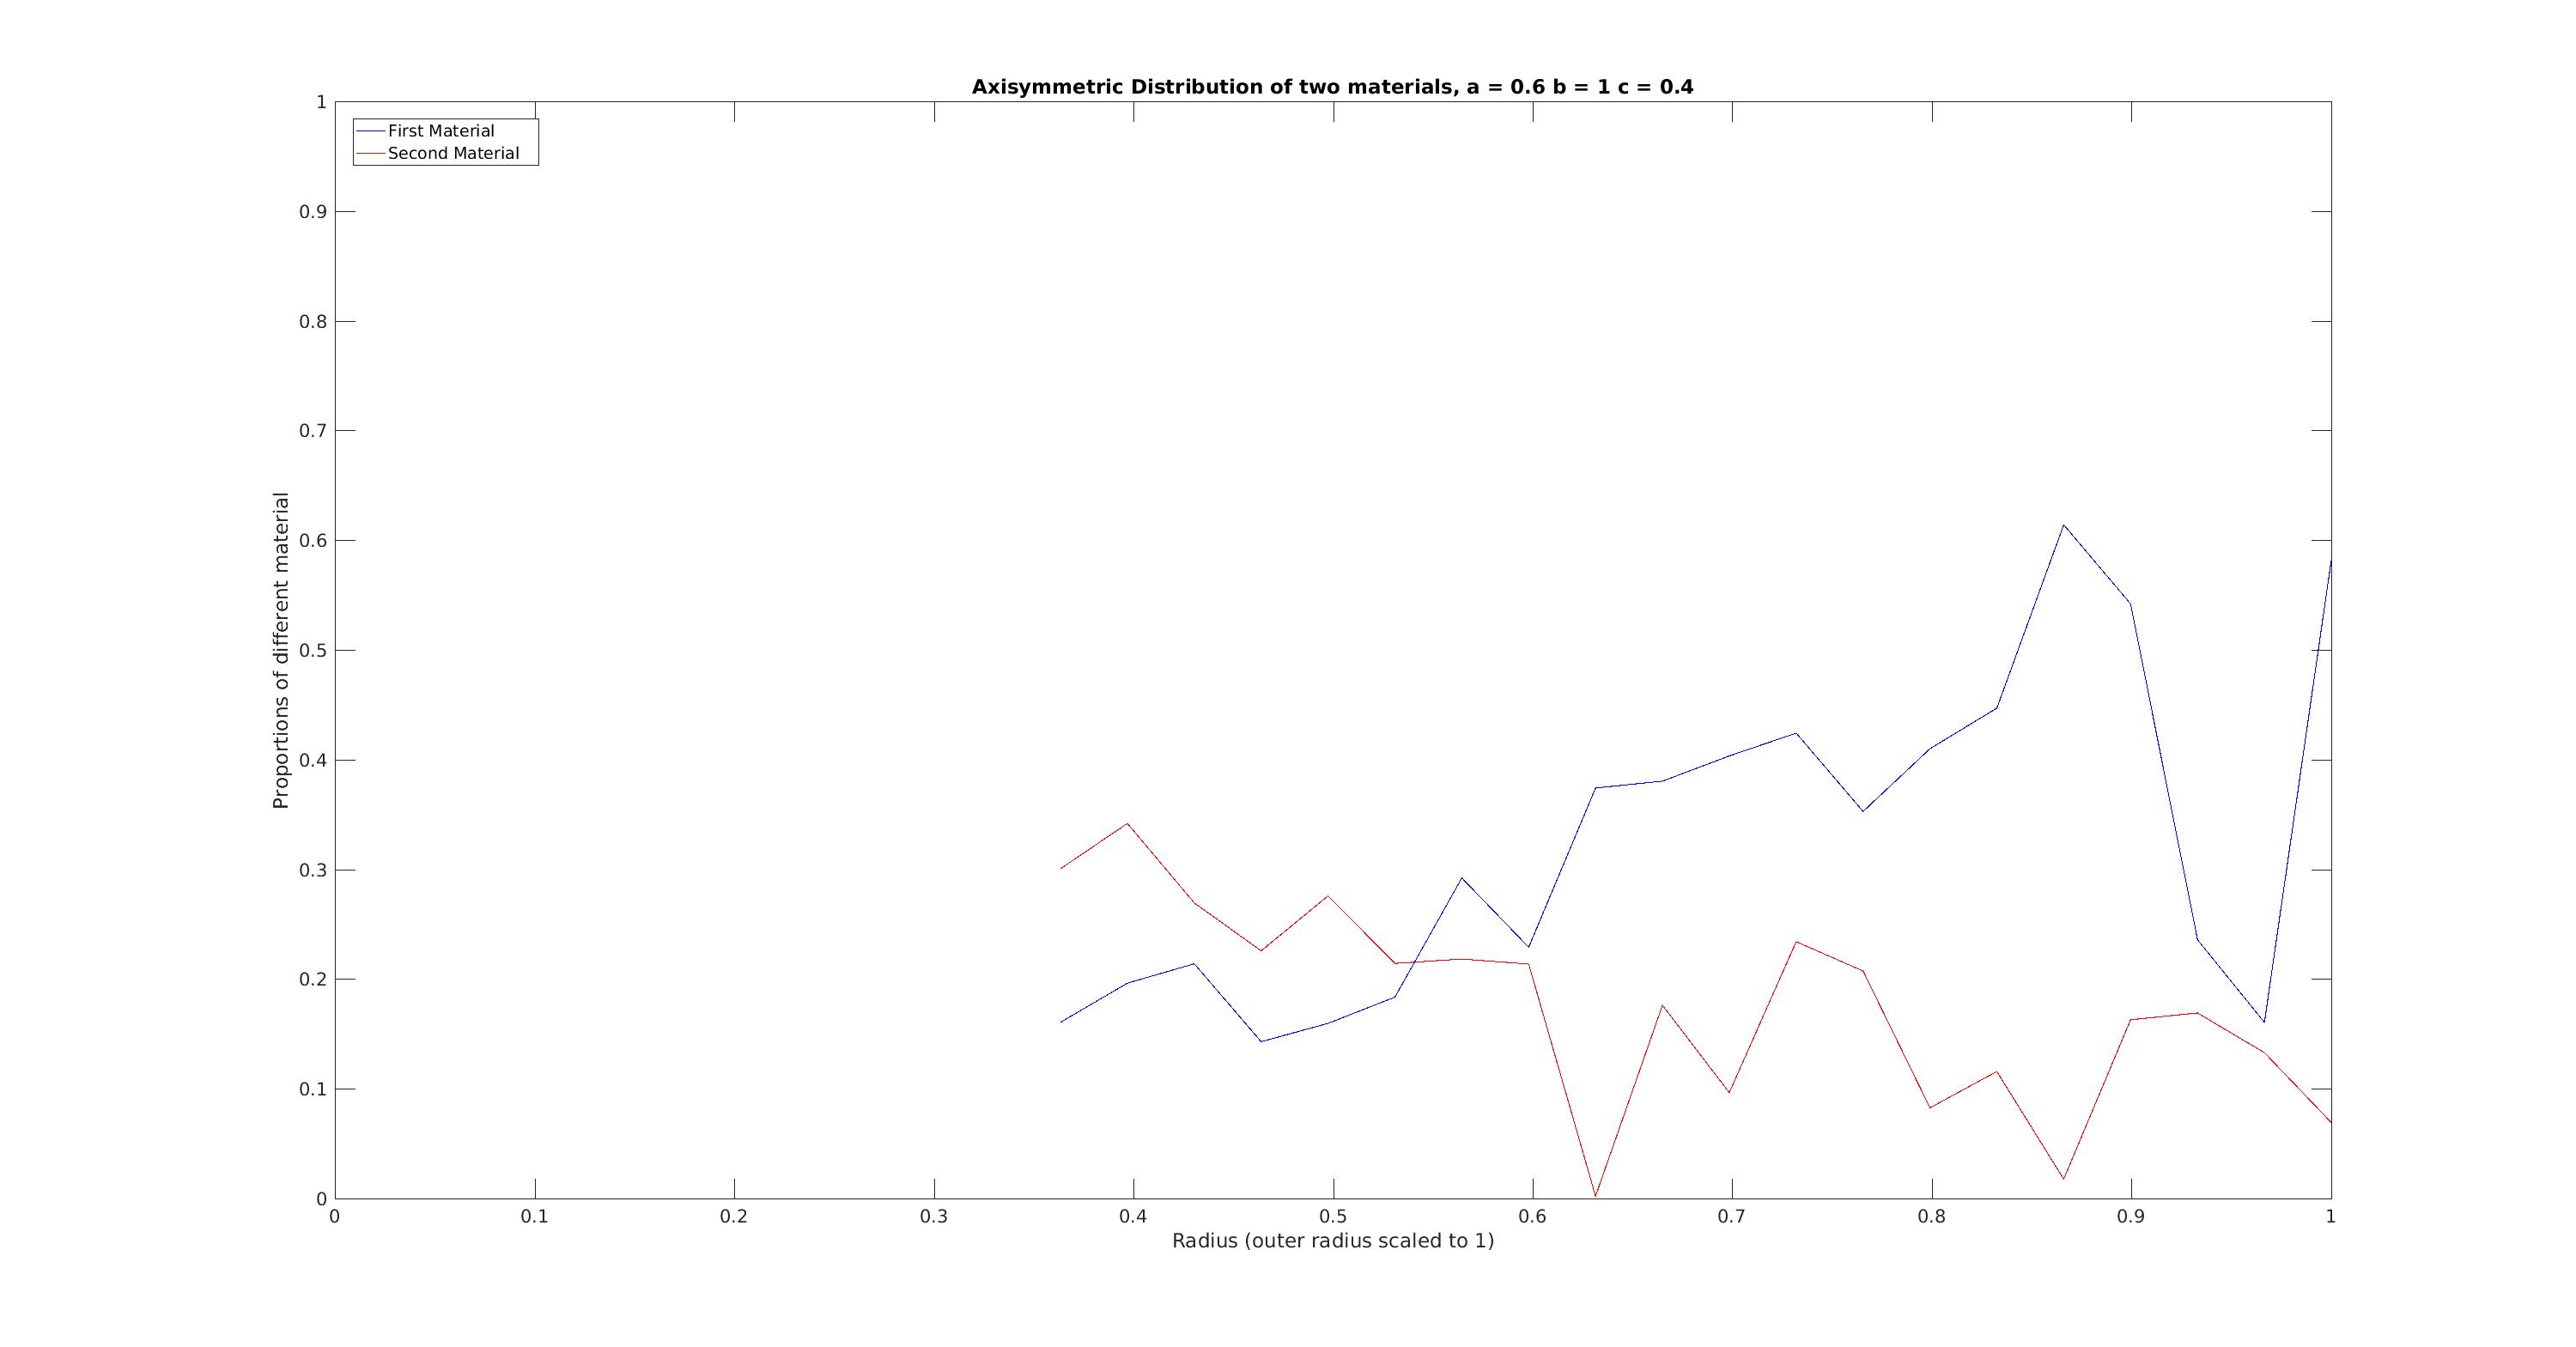 Axisymmetric Distribution of two materials, a = 0.6 b = 1 c = 0.4
First Material
Second Material
1
0.9
0.8
0.7
0.6
0.5
0.4
0.3
0.2
0.1
0
Proportions of different material
0 0.1 0.2 0.3 0.4 0.5 0.6 0.7 0.8 0.9 1
Radius (outer radius scaled to 1)